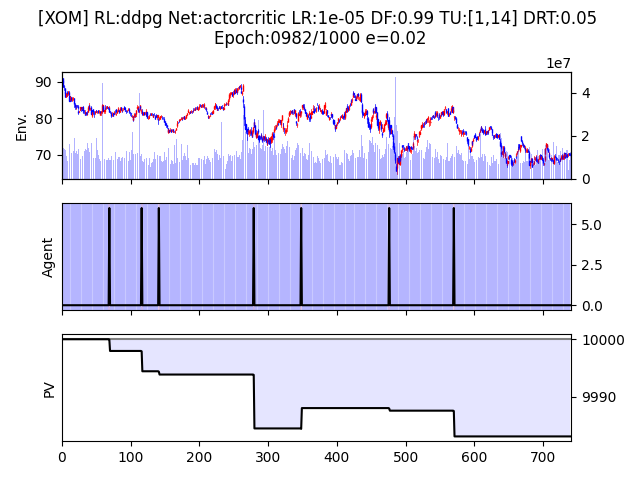 [XOM] RL:ddpg Net:actorcritic LR:1e-05 DF:0.99 TU:[1,14] DRT:0.05
Epoch:0982/1000 e=0.02
1e7
90
80
70
Env.
4
2
0
Agent
5.0
2.5
0.0
PV
10000
9990
0 100 200 300 400 500 600 700